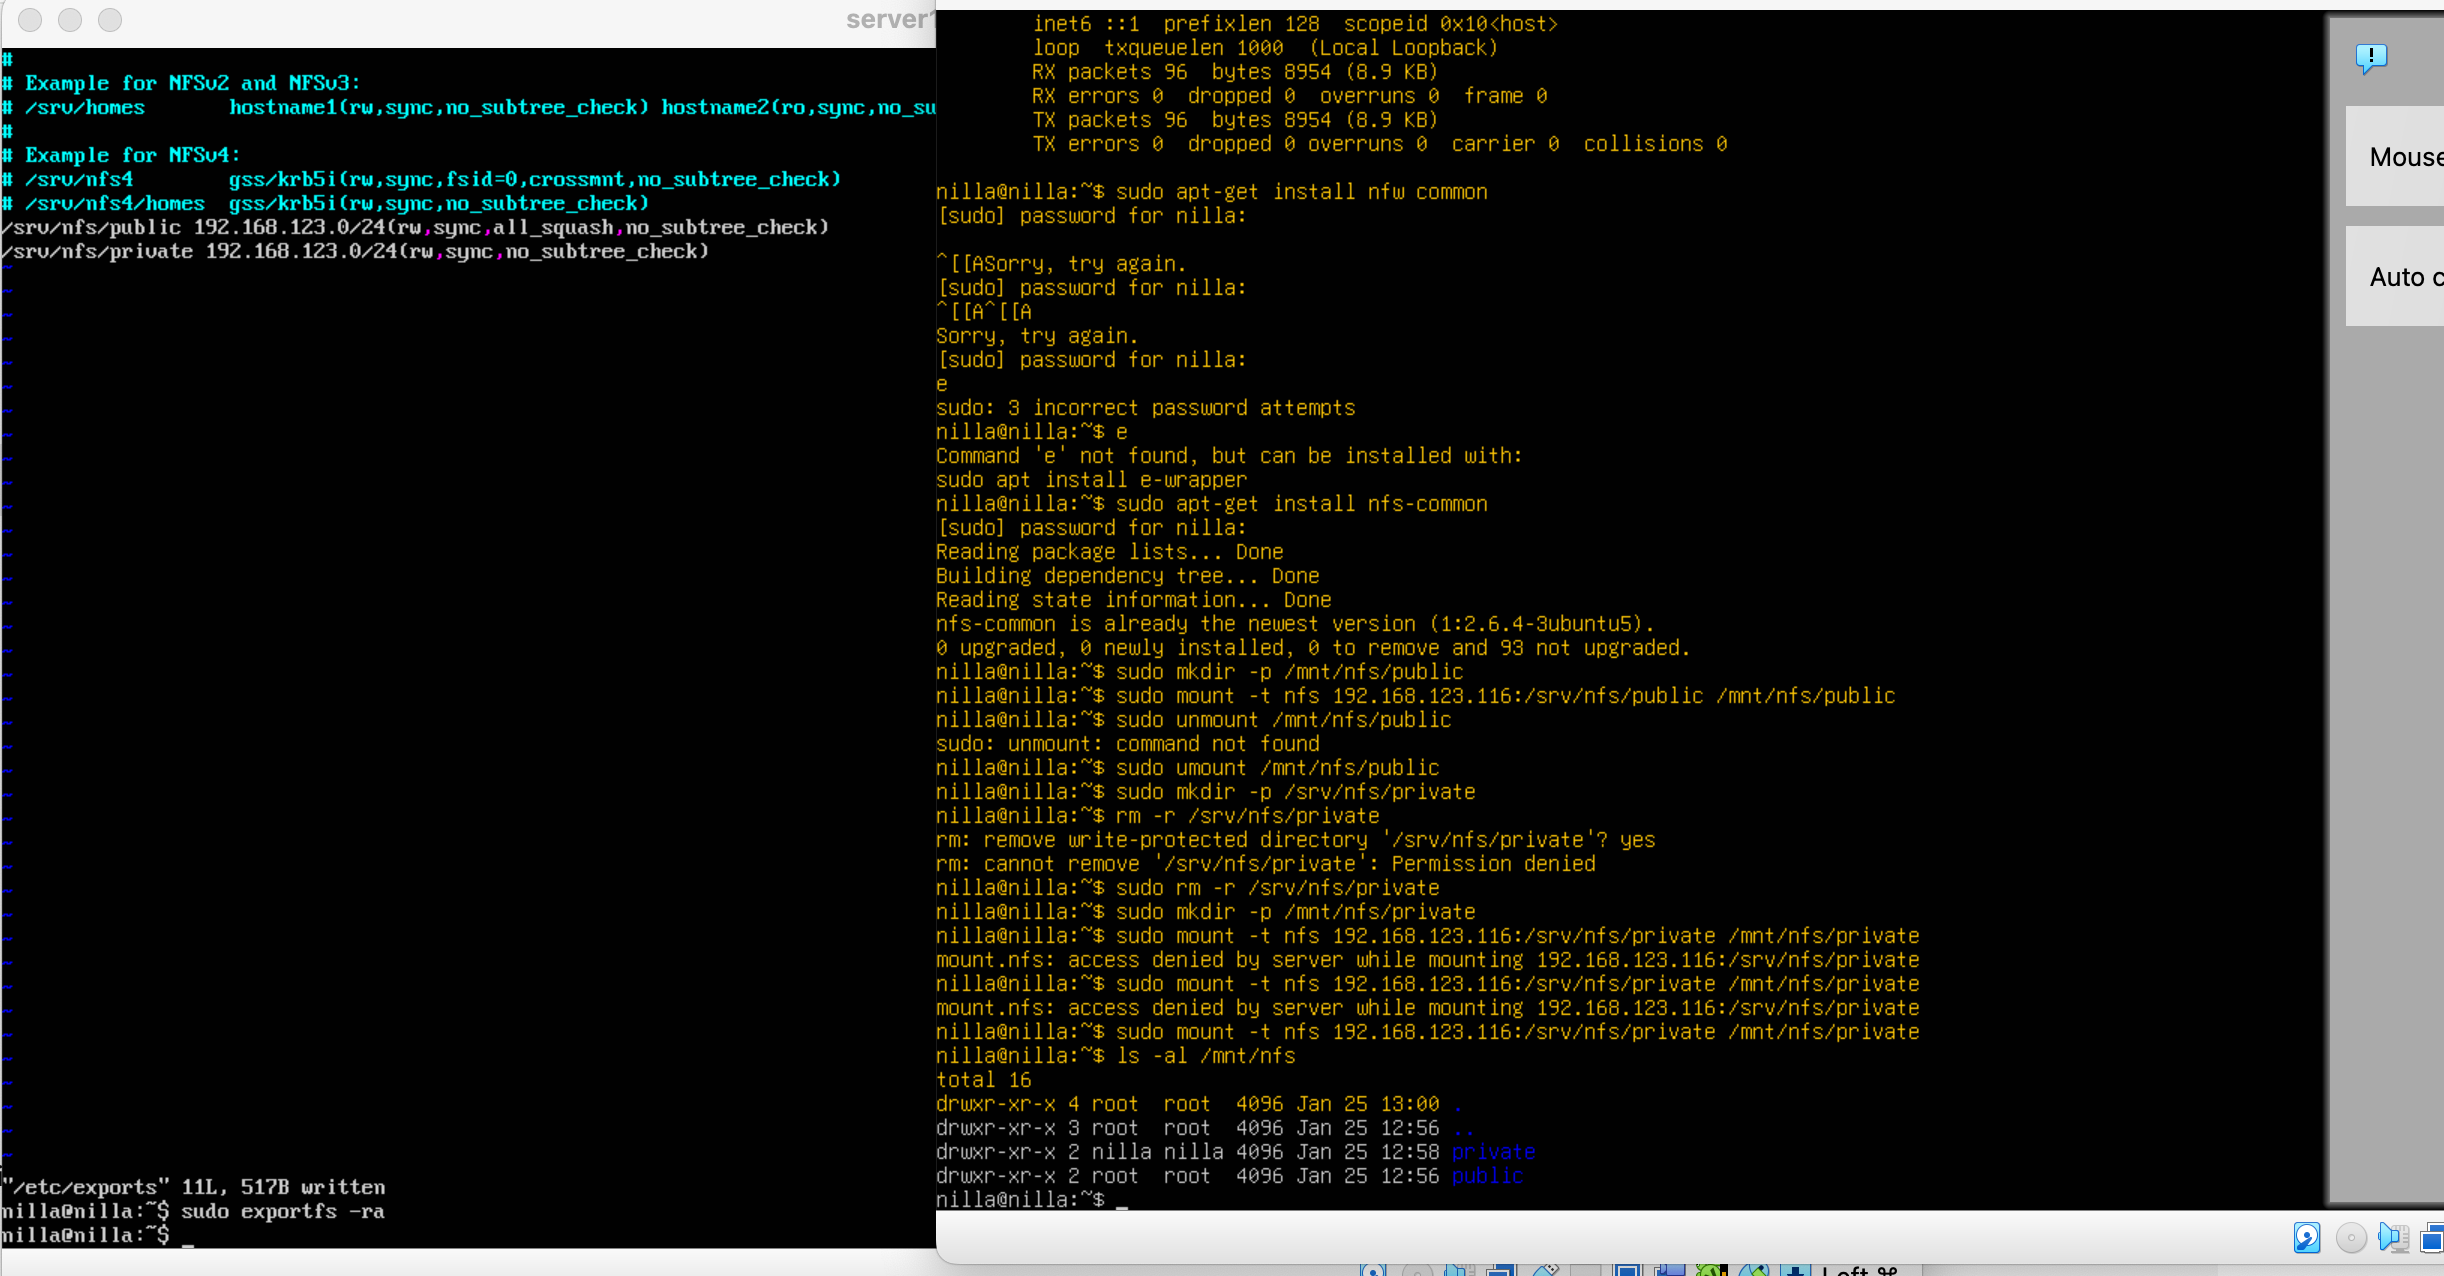 server1
#
# Example for NFSv2 and NFSv3:
# /srv/homes       hostname1(rw,sync,no_subtree_check) hostname2(ro,sync,no_su
#
# Example for NFSv4:
# /srv/nfs4        gss/krb5i(rw,sync,fsid=0,crossmnt,no_subtree_check)
# /srv/nfs4/homes  gss/krb5i(rw,sync,no_subtree_check)
/srv/nfs/public 192.168.123.0/24(rw,sync,all_squash,no_subtree_check)
/srv/nfs/private 192.168.123.0/24(rw,sync,no_subtree_check)
"/etc/exports" 11L, 517B written
nilla@nilla:~$ sudo exportfs -ra
nilla@nilla:~$ _
inet6 ::1  prefixlen 128  scopeid 0x10<host>
loop  txqueuelen 1000  (Local Loopback)
RX packets 96  bytes 8954 (8.9 KB)
RX errors 0  dropped 0  overruns 0  frame 0
TX packets 96  bytes 8954 (8.9 KB)
TX errors 0  dropped 0 overruns 0  carrier 0  collisions 0
nilla@nilla:~$ sudo apt-get install nfw common
[sudo] password for nilla:
^[[ASorry, try again.
[sudo] password for nilla:
^[[A^[[A
Sorry, try again.
[sudo] password for nilla:
e
sudo: 3 incorrect password attempts
nilla@nilla:~$ e
Command 'e' not found, but can be installed with:
sudo apt install e-wrapper
nilla@nilla:~$ sudo apt-get install nfs-common
[sudo] password for nilla:
Reading package lists... Done
Building dependency tree... Done
Reading state information... Done
nfs-common is already the newest version (1:2.6.4-3ubuntu5).
0 upgraded, 0 newly installed, 0 to remove and 93 not upgraded.
nilla@nilla:~$ sudo mkdir -p /mnt/nfs/public
nilla@nilla:~$ sudo mount -t nfs 192.168.123.116:/srv/nfs/public /mnt/nfs/public
nilla@nilla:~$ sudo unmount /mnt/nfs/public
sudo: unmount: command not found
nilla@nilla:~$ sudo umount /mnt/nfs/public
nilla@nilla:~$ sudo mkdir -p /srv/nfs/private
nilla@nilla:~$ rm -r /srv/nfs/private
rm: remove write-protected directory '/srv/nfs/private'? yes
rm: cannot remove '/srv/nfs/private': Permission denied
nilla@nilla:~$ sudo rm -r /srv/nfs/private
nilla@nilla:~$ sudo mkdir -p /mnt/nfs/private
nilla@nilla:~$ sudo mount -t nfs 192.168.123.116:/srv/nfs/private /mnt/nfs/private
mount.nfs: access denied by server while mounting 192.168.123.116:/srv/nfs/private
nilla@nilla:~$ sudo mount -t nfs 192.168.123.116:/srv/nfs/private /mnt/nfs/private
mount.nfs: access denied by server while mounting 192.168.123.116:/srv/nfs/private
nilla@nilla:~$ sudo mount -t nfs 192.168.123.116:/srv/nfs/private /mnt/nfs/private
nilla@nilla:~$ ls -al /mnt/nfs
total 16
drwxr-xr-x 4 root  root  4096 Jan 25 13:00 .
drwxr-xr-x 3 root  root  4096 Jan 25 12:56 ..
drwxr-xr-x 2 nilla nilla 4096 Jan 25 12:58 private
drwxr-xr-x 2 root  root  4096 Jan 25 12:56 public
nilla@nilla:~$ _
Mouse
Auto c
Left ⌘